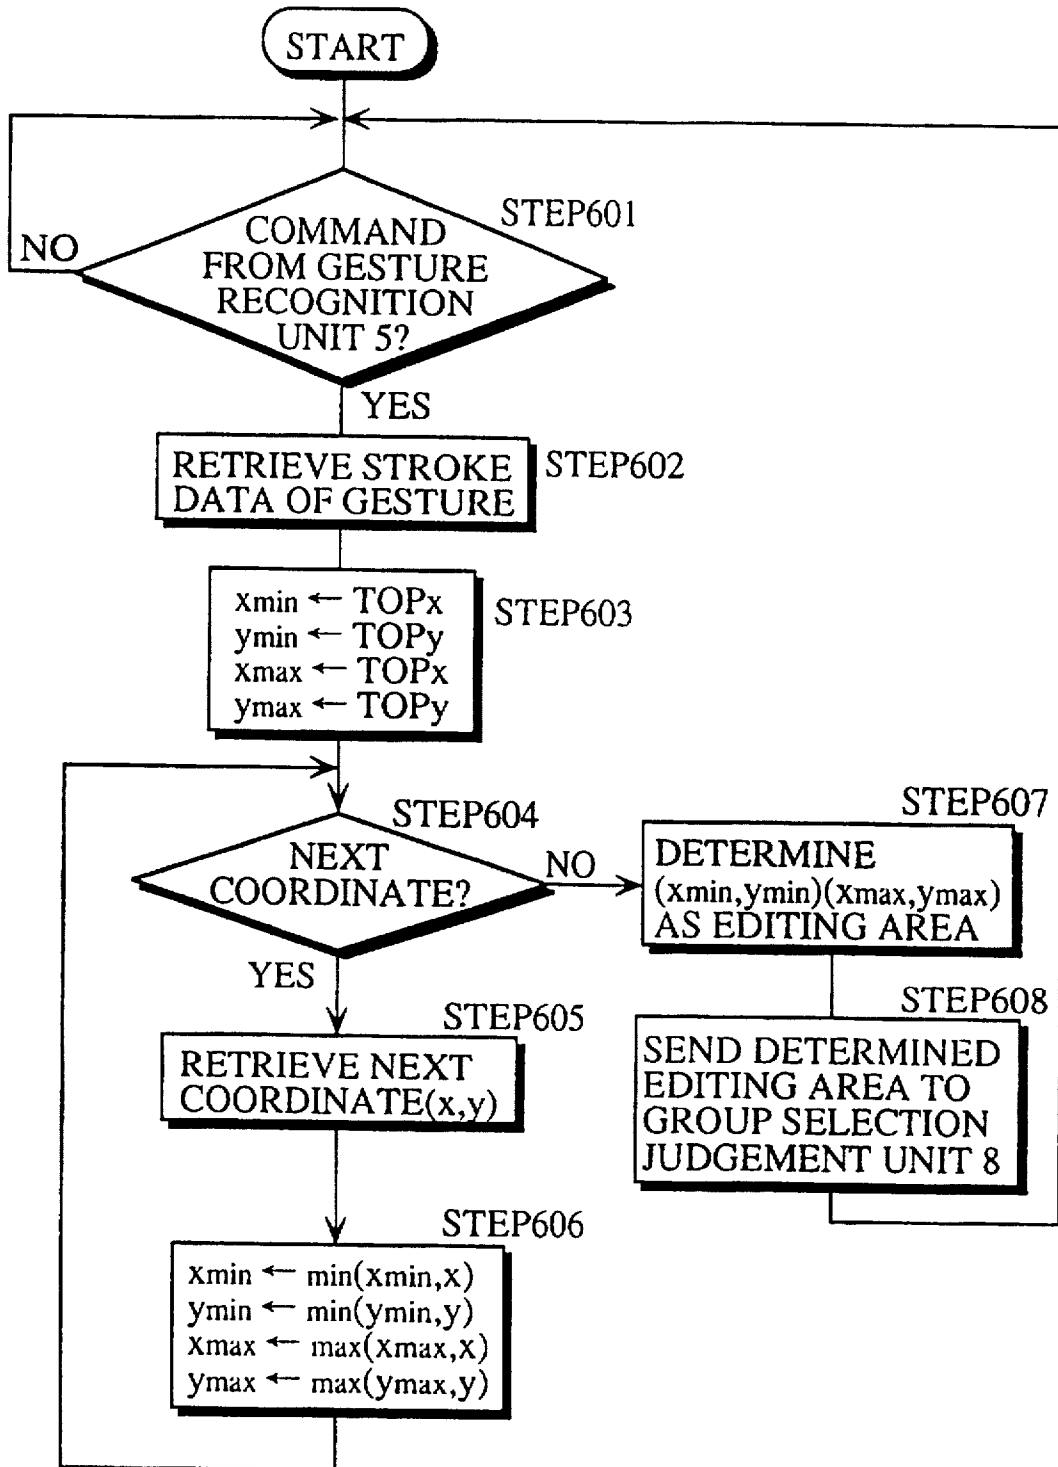 START
STEP601
COMMAND
FROM GESTURE
RECOGNITION
UNIT 5?
NO
YES
RETRIEVE STROKE
DATA OF GESTURE
STEP602
xmin ← TOPx
ymin ← TOPy
xmax ← TOPx
ymax ← TOPy
STEP603
STEP604
NEXT
COORDINATE?
NO
YES
STEP607
DETERMINE
(xmin,ymin)(xmax,ymax)
AS EDITING AREA
STEP608
SEND DETERMINED
EDITING AREA TO
GROUP SELECTION
JUDGEMENT UNIT 8
STEP605
RETRIEVE NEXT
COORDINATE(x,y)
STEP606
xmin ← min(xmin,x)
ymin ← min(ymin,y)
xmax ← max(xmax,x)
ymax ← max(ymax,y)